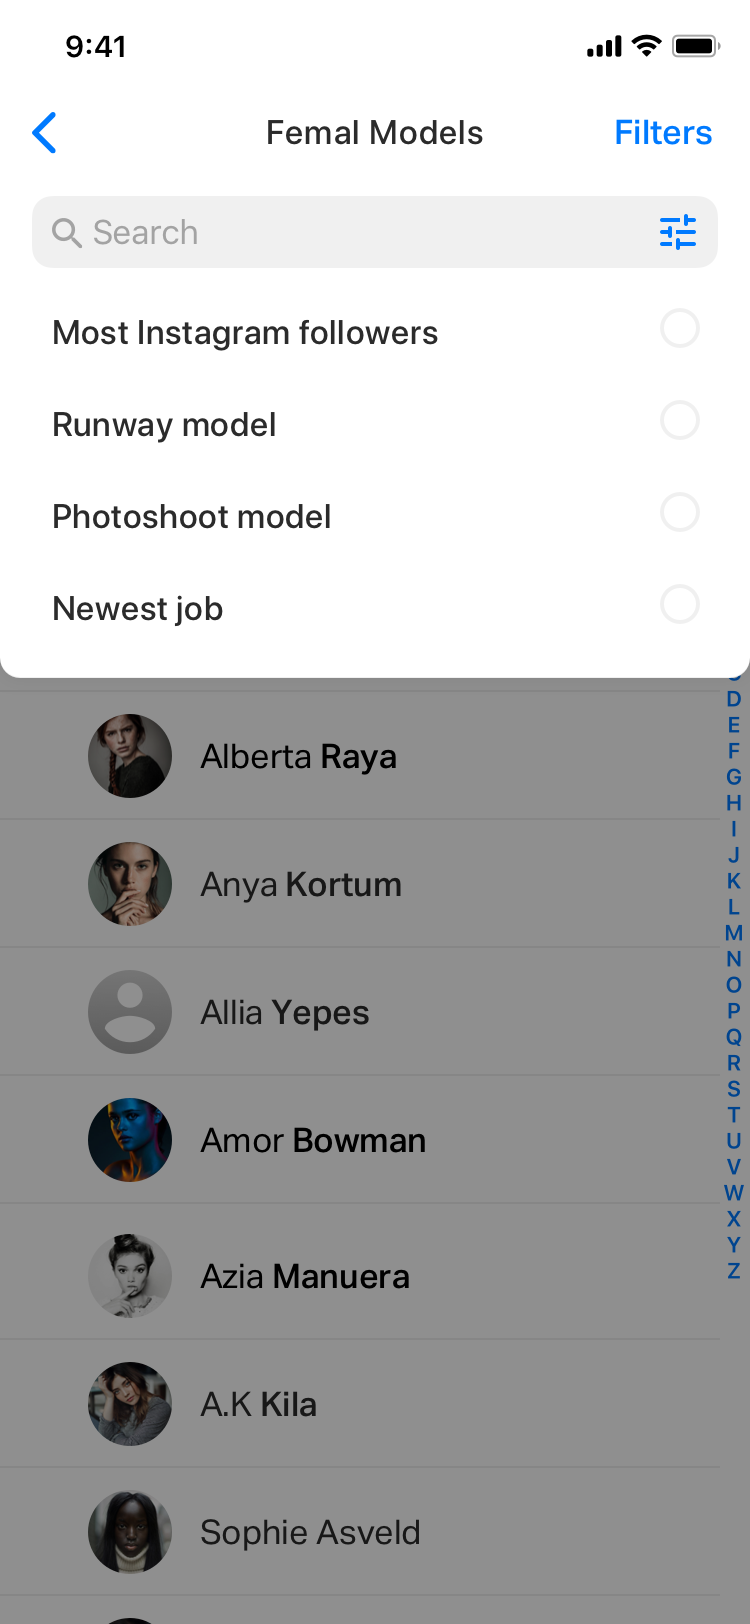 9:41
Femal Models
Filters
Search
Most Instagram followers
Runway model
Photoshoot model
Newest job
D
E
F
G
H
I
J
K
L
M
N
O
P
Q
R
S
T
U
V
W
X
Y
Z
Alberta Raya
Anya Kortum
Allia Yepes
Amor Bowman
Azia Manuera
A.K Kila
Sophie Asveld